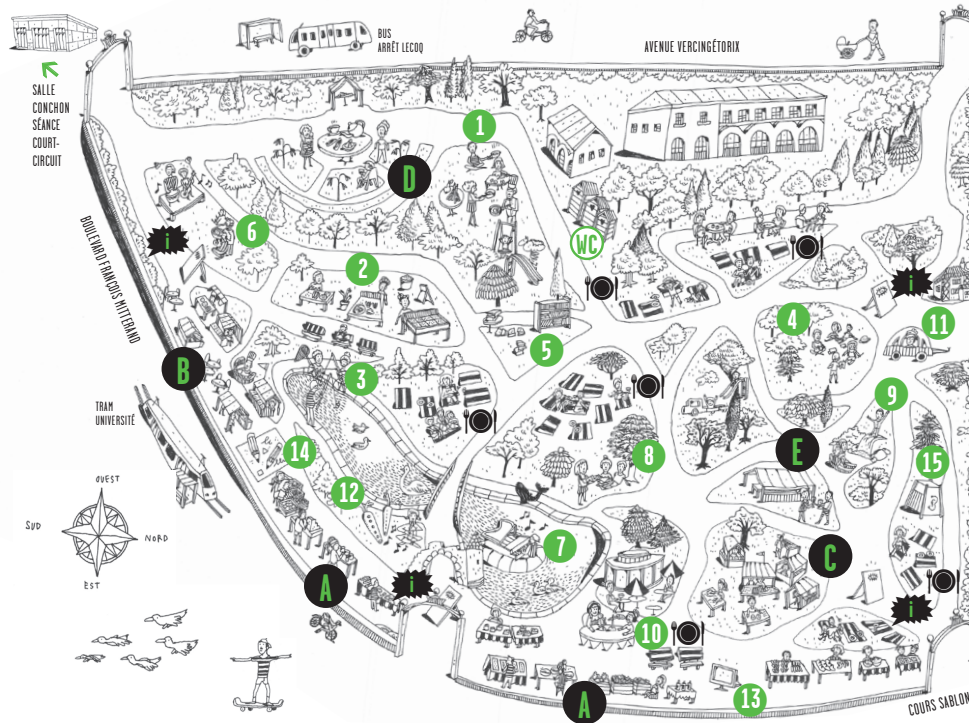 BUS
ARRÊT LECOQ
AVENUE VERCINGÉTORIX
SALLE
CONCHON
SÉANCE
COURT-
CIRCUIT
1
D
6
i
WC
2
i
BOULEVARD FRANÇOIS MITTERAND
4
11
5
B
3
9
TRAM
UNIVERSITÉ
14
8
E
15
OUEST
SUD
NORD
EST
12
7
C
A
i
i
10
A
13
COURS SABLON